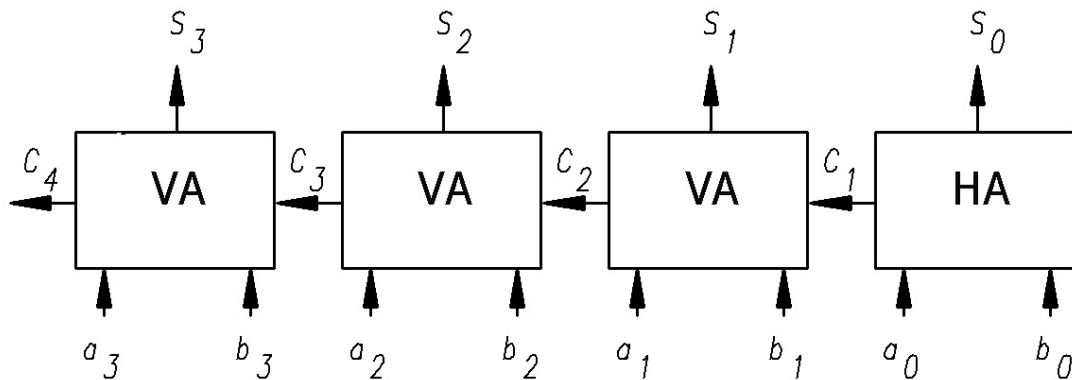 S3 S2 S1 S0
C4 VA C3 VA C2 VA C1 HA
a3 b3 a2 b2 a1 b1 a0 b0